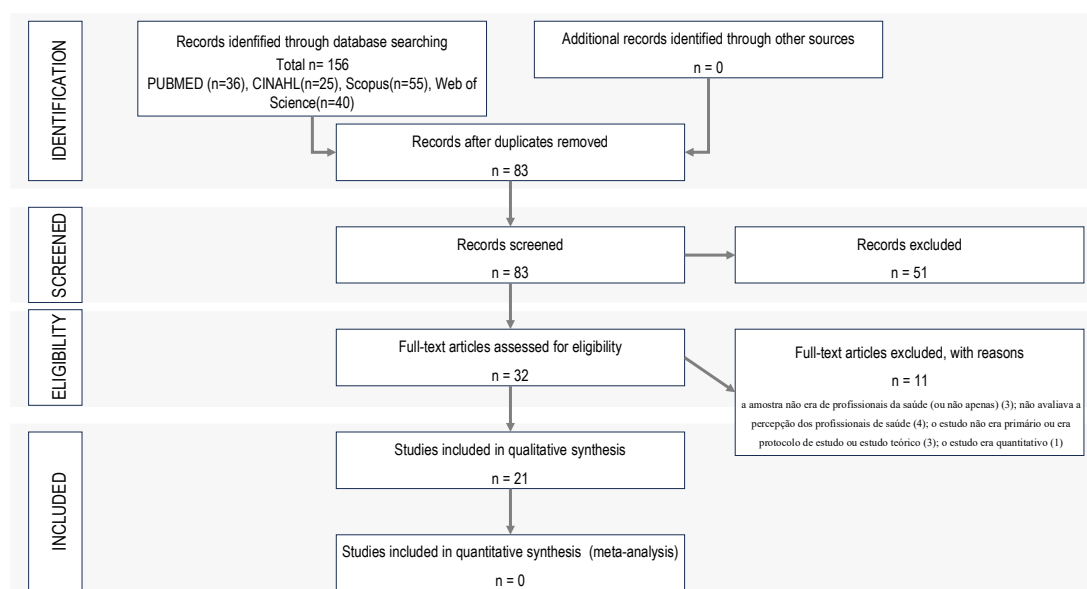 IDENTIFICATION
Records idenfified through database searching
Total n= 156
PUBMED (n=36), CINAHL(n=25), Scopus(n=55), Web of
Science(n=40)
Additional records identified through other sources
n = 0
Records after duplicates removed
n = 83
SCREENED
Records screened
n = 83
Records excluded
n = 51
ELIGIBILITY
Full-text articles assessed for eligibility
n = 32
Full-text articles excluded, with reasons
n = 11
a amostra não era de profissionais da saúde (ou não apenas) (3); não avaliava a
percepção dos profissionais de saúde (4); o estudo não era primário ou era
protocolo de estudo ou estudo teórico (3); o estudo era quantitativo (1)
INCLUDED
Studies included in qualitative synthesis
n = 21
Studies included in quantitative synthesis (meta-analysis)
n = 0